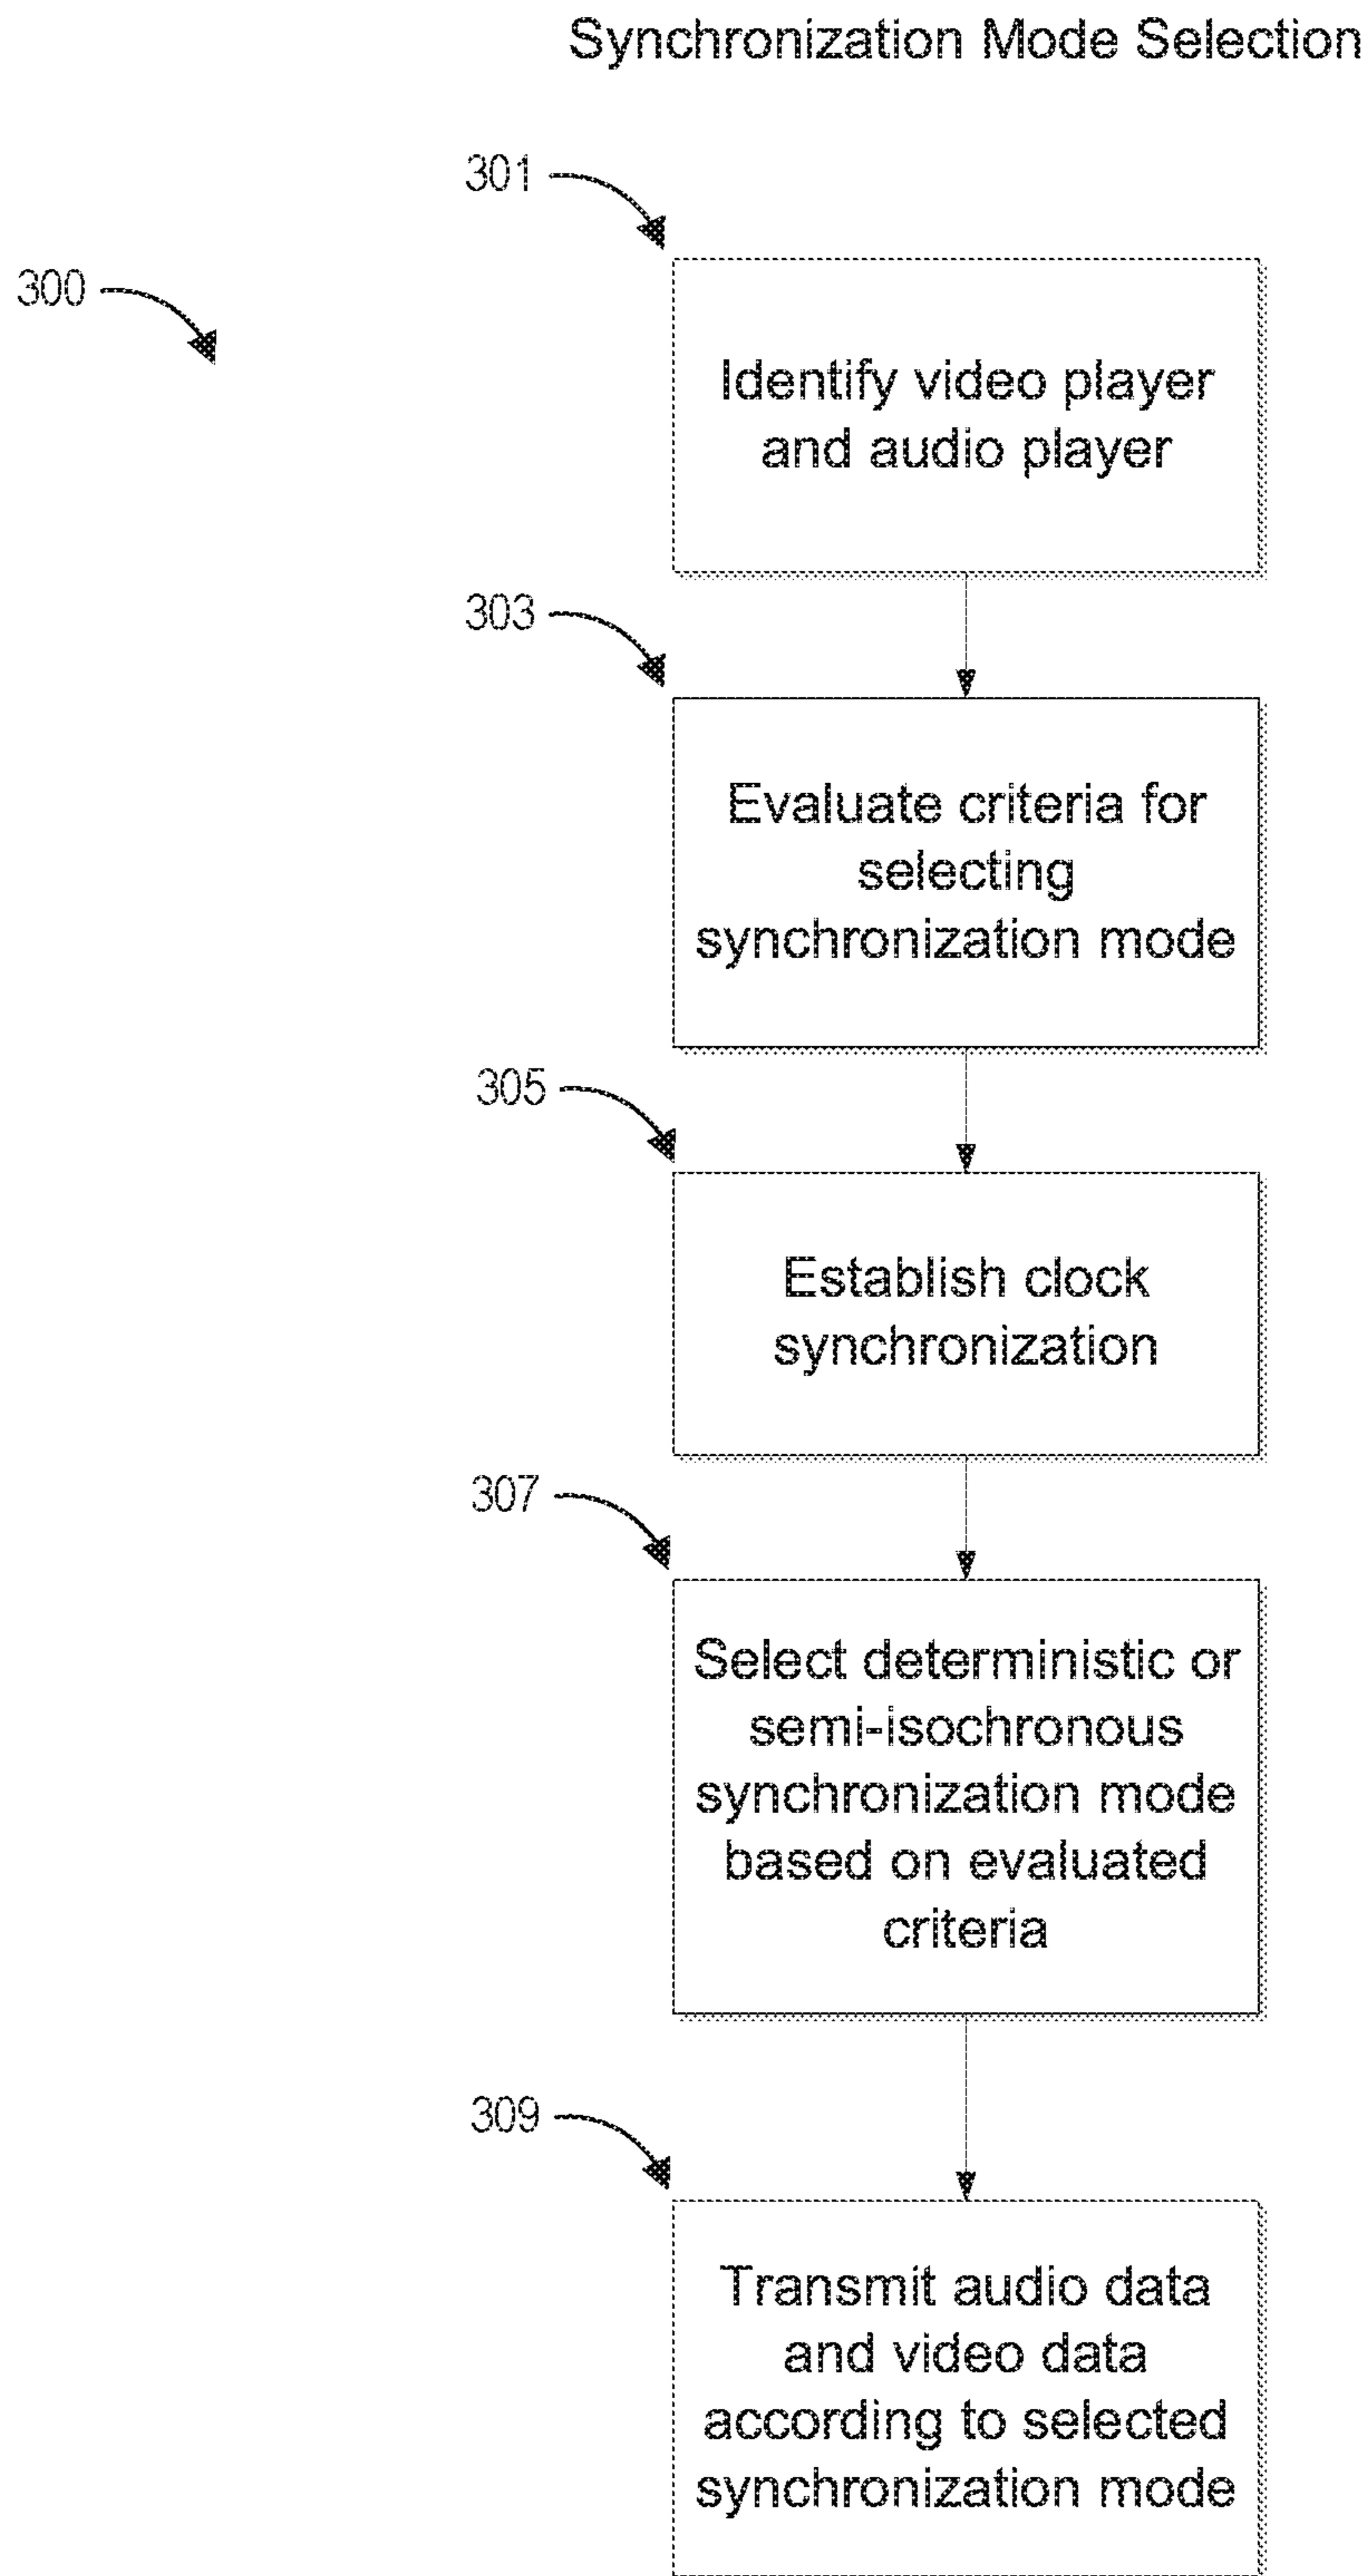 Synchronization Mode Selection
301
300
Identify video player
and audio player
303
Evaluate criteria for
selecting
synchronization mode
305
Establish clock
synchronization
307
Select deterministic or
semi-isochronous
synchronization mode
based on evaluated
criteria
309
Transmit audio data
and video data
according to selected
synchronization mode